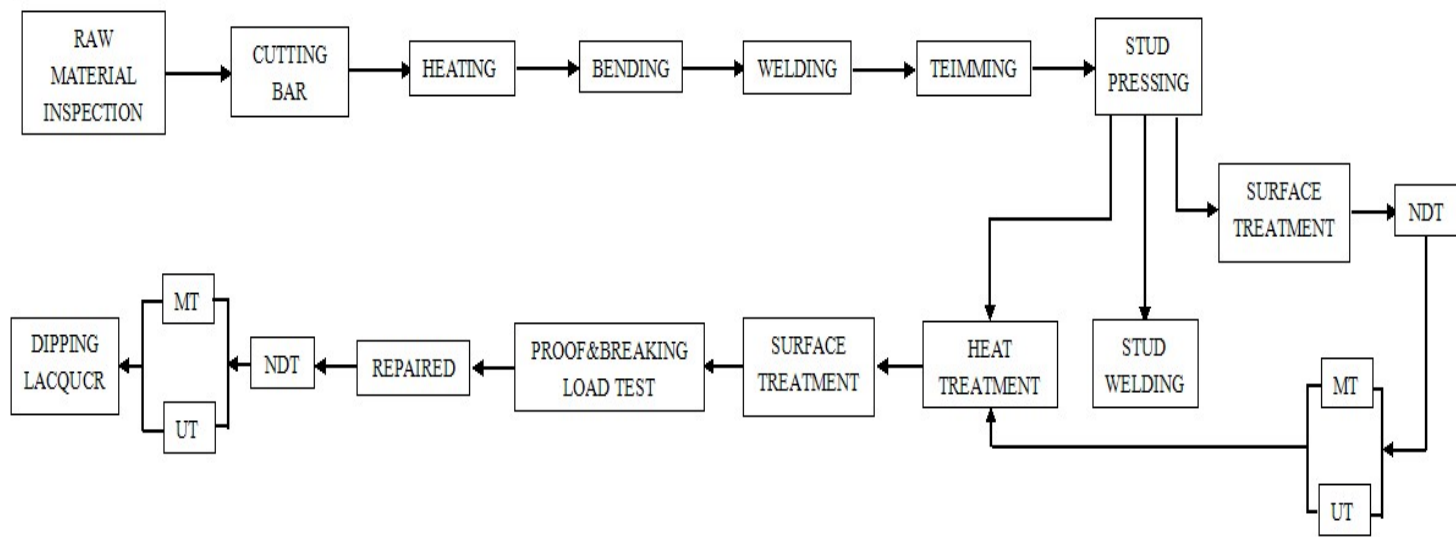 RAW
MATERIAL
INSPECTION
CUTTING
BAR
HEATING
BENDING
WELDING
TEIMMING
STUD
PRESSING
SURFACE
TREATMENT
NDT
MT
UT
STUD
WELDING
HEAT
TREATMENT
SURFACE
TREATMENT
PROOF&BREAKING
LOAD TEST
REPAIRED
NDT
MT
UT
DIPPING
LACQUCR